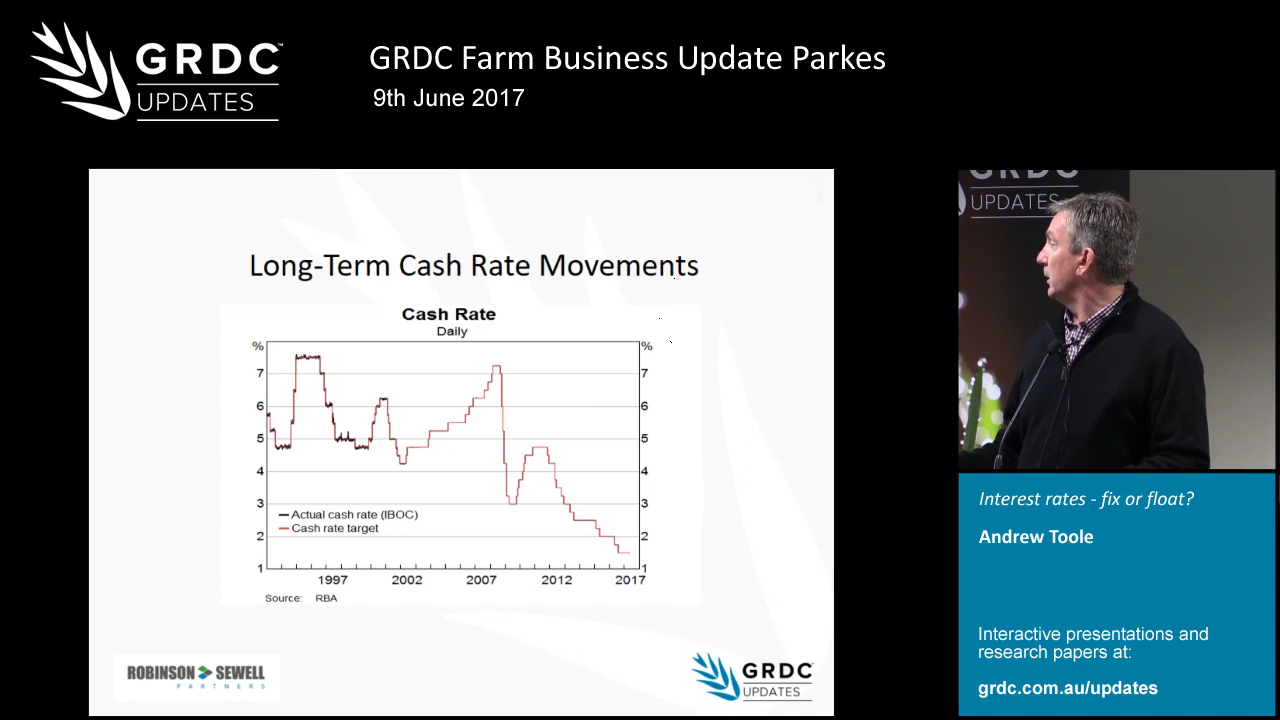 GRDC™
UPDATES
GRDC Farm Business Update Parkes
9th June 2017
Long-Term Cash Rate Movements
Cash Rate
Daily
% %
7 7
6 6
5 5
4 4
3 3
Actual cash rate (IBOC)
Cash rate target
2 2
1 1
1997 2002 2007 2012 2017
Source: RBA
ROBINSON SEWELL
PARTNERS
GRDC™
UPDATES
GRDC
UPDATES
Interest rates - fix or float?
Andrew Toole
Interactive presentations and
research papers at:
grdc.com.au/updates